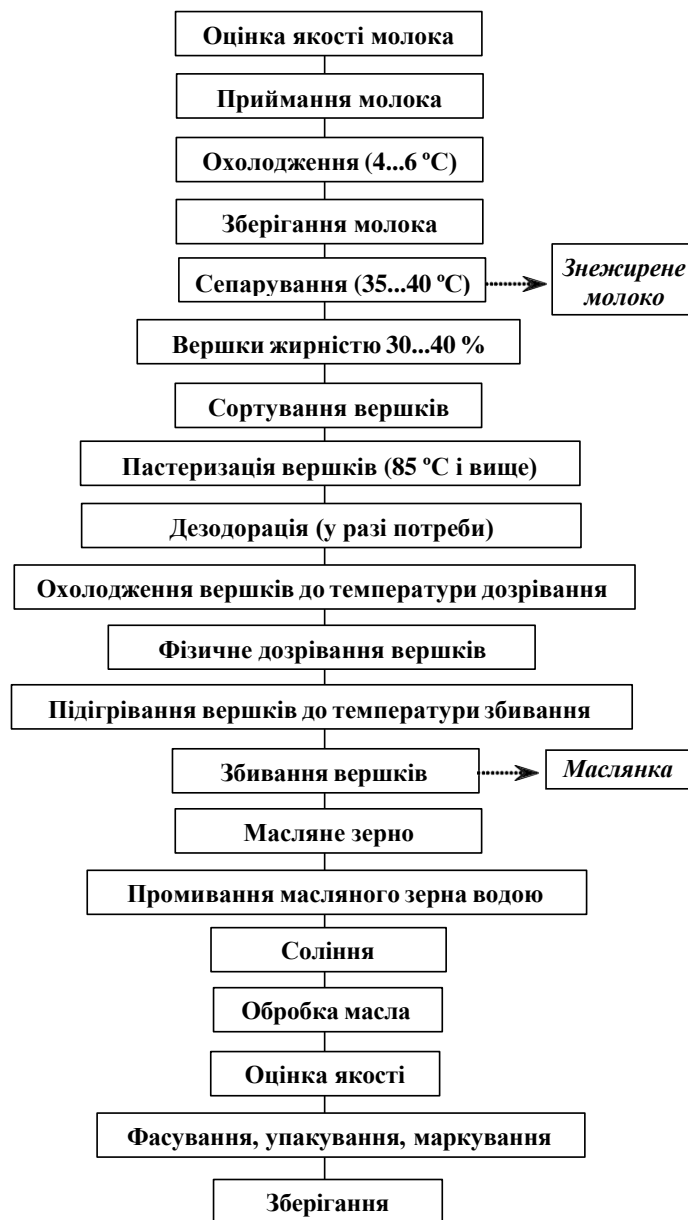 Оцінка якості молока
Приймання молока
Охолодження (4...6 ºС)
Зберігання молока
Сепарування (35...40 ºС)
Знежирене
молоко
Вершки жирністю 30...40 %
Сортування вершків
Пастеризація вершків (85 ºС і вище)
Дезодорація (у разі потреби)
Охолодження вершків до температури дозрівання
Фізичне дозрівання вершків
Підігрівання вершків до температури збивання
Збивання вершків
Маслянка
Масляне зерно
Промивання масляного зерна водою
Соління
Обробка масла
Оцінка якості
Фасування, упакування, маркування
Зберігання